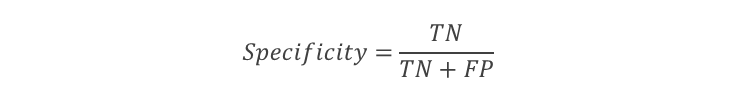 Specificity = TN / (TN + FP)